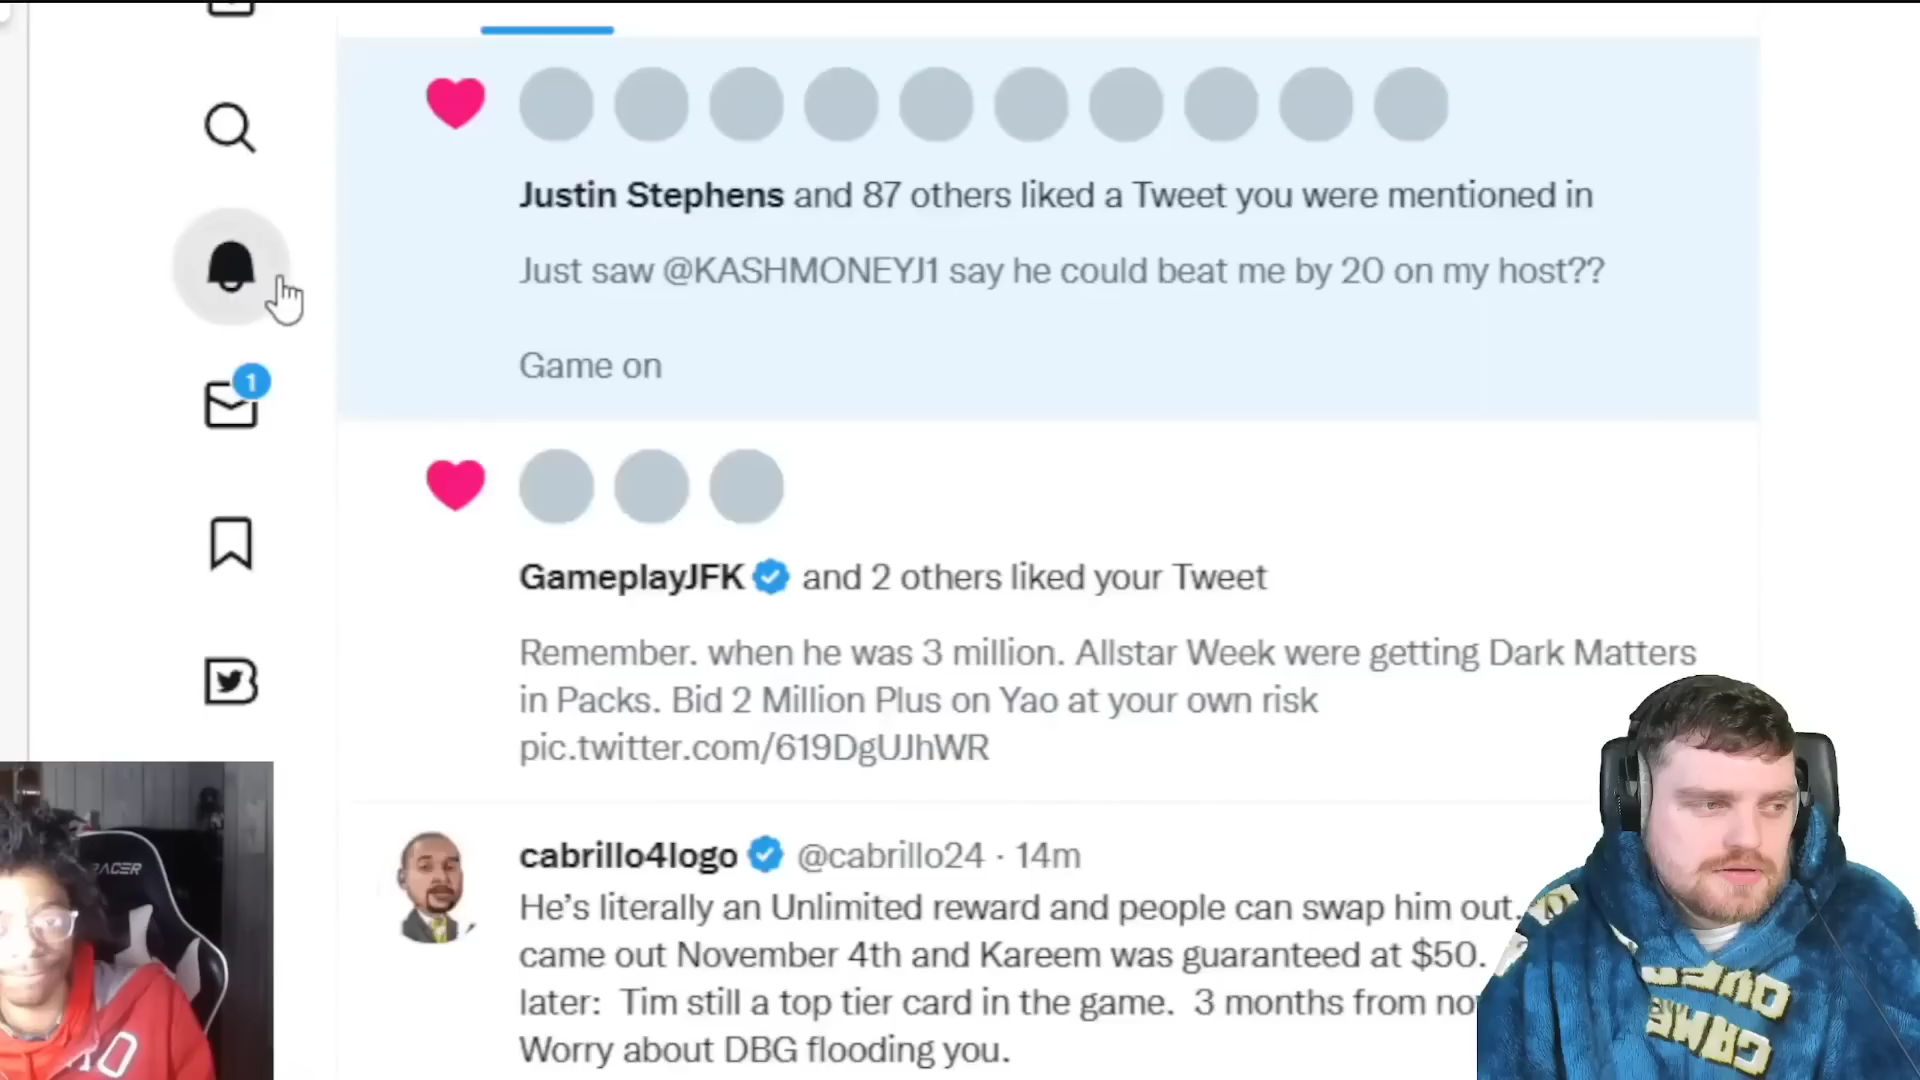 Justin Stephens and 87 others liked a Tweet you were mentioned in
Just saw @KASHMONEYJ1 say he could beat me by 20 on my host??
Game on
1
GameplayJFK and 2 others liked your Tweet
Remember. when he was 3 million. Allstar Week were getting Dark Matters
in Packs. Bid 2 Million Plus on Yao at your own risk
pic.twitter.com/619DgUJhWR
cabrillo4logo @cabrillo24 · 14m
He's literally an Unlimited reward and people can swap him out.
came out November 4th and Kareem was guaranteed at $50.
later: Tim still a top tier card in the game. 3 months from
Worry about DBG flooding you.